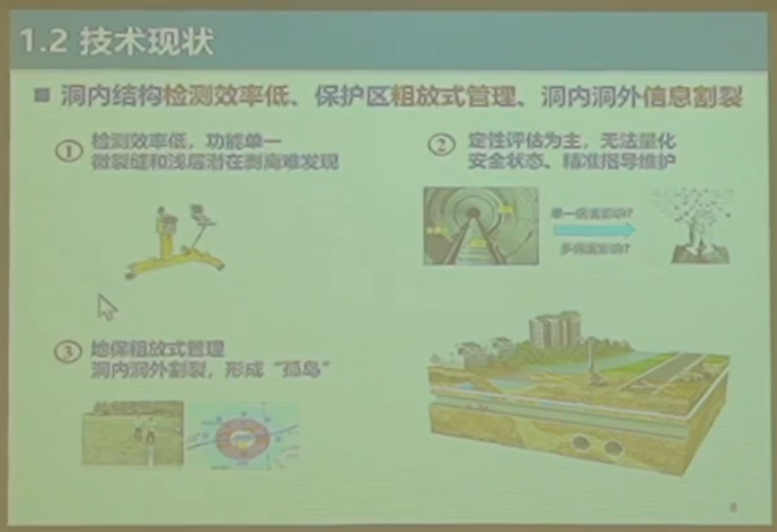 1.2 技术现状
■ 洞内结构检测效率低、保护区粗放式管理、洞内洞外信息割裂
① 检测效率低，功能单一
微裂缝和浅层潜在剥离难发现
② 定性评估为主，无法量化
安全状态、精准指导维护
单一病害影响?
多病害影响?
③ 地保粗放式管理
洞内洞外割裂，形成“孤岛”
8